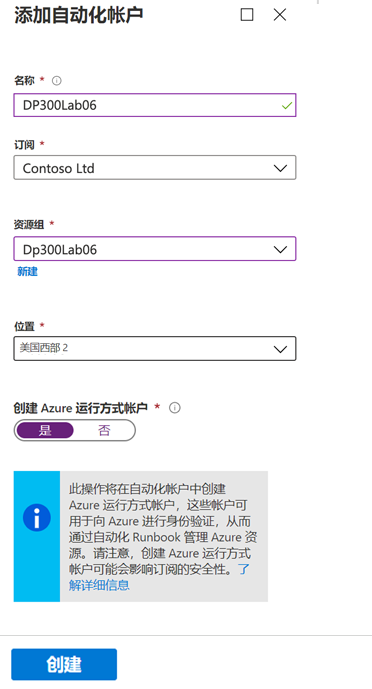 添加自动化帐户
名称 *
DP300Lab06
订阅 *
Contoso Ltd
资源组 *
Dp300Lab06
新建
位置 *
美国西部 2
创建 Azure 运行方式帐户 *
是 否
此操作将在自动化帐户中创建
Azure 运行方式帐户，这些帐户可
用于向 Azure 进行身份验证，从而
通过自动化 Runbook 管理 Azure 资
源。请注意，创建 Azure 运行方式
帐户可能会影响订阅的安全性。了
解详细信息
创建